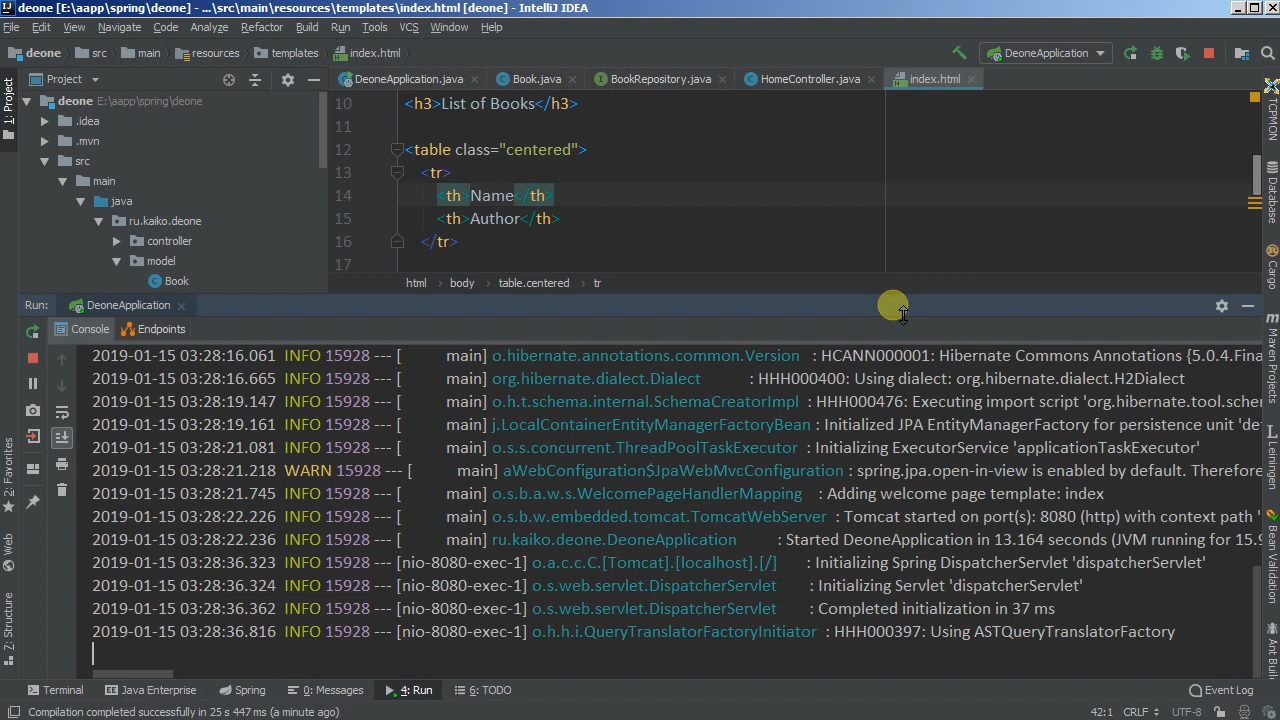 deone [E:\aapp\spring\deone] - ...\src\main\resources\templates\index.html [deone] - IntelliJ IDEA
File Edit View Navigate Code Analyze Refactor Build Run Tools VCS Window Help
deone src main resources templates index.html DeoneApplication
Project DeoneApplication.java Book.java BookRepository.java HomeController.java index.html
1: Project
deone E:\aapp\spring\deone
.idea
.mvn
src
main
java
ru.kaiko.deone
controller
model
Book
10 <h3>List of Books</h3>
11
12 <table class="centered">
13 <tr>
14 <th>Name</th>
15 <th>Author</th>
16 </tr>
17
html body table.centered tr
TCPMON
Database
Cargo
Maven Projects
Leiningen
Bean Validation
Ant Build
Run: DeoneApplication
Console Endpoints
2019-01-15 03:28:16.061 INFO 15928 --- [ main] o.hibernate.annotations.common.Version : HCANN000001: Hibernate Commons Annotations {5.0.4.Fina
2019-01-15 03:28:16.665 INFO 15928 --- [ main] org.hibernate.dialect.Dialect : HHH000400: Using dialect: org.hibernate.dialect.H2Dialect
2019-01-15 03:28:19.147 INFO 15928 --- [ main] o.h.t.schema.internal.SchemaCreatorImpl : HHH000476: Executing import script 'org.hibernate.tool.sche
2019-01-15 03:28:19.161 INFO 15928 --- [ main] j.LocalContainerEntityManagerFactoryBean : Initialized JPA EntityManagerFactory for persistence unit 'de
2019-01-15 03:28:21.081 INFO 15928 --- [ main] o.s.s.concurrent.ThreadPoolTaskExecutor : Initializing ExecutorService 'applicationTaskExecutor'
2019-01-15 03:28:21.218 WARN 15928 --- [ main] aWebConfiguration$JpaWebMvcConfiguration : spring.jpa.open-in-view is enabled by default. Therefore
2019-01-15 03:28:21.745 INFO 15928 --- [ main] o.s.b.a.w.s.WelcomePageHandlerMapping : Adding welcome page template: index
2019-01-15 03:28:22.226 INFO 15928 --- [ main] o.s.b.w.embedded.tomcat.TomcatWebServer : Tomcat started on port(s): 8080 (http) with context path '
2019-01-15 03:28:22.236 INFO 15928 --- [ main] ru.kaiko.deone.DeoneApplication : Started DeoneApplication in 13.164 seconds (JVM running for 15.9
2019-01-15 03:28:36.323 INFO 15928 --- [nio-8080-exec-1] o.a.c.c.C.[Tomcat].[localhost].[/] : Initializing Spring DispatcherServlet 'dispatcherServlet'
2019-01-15 03:28:36.324 INFO 15928 --- [nio-8080-exec-1] o.s.web.servlet.DispatcherServlet : Initializing Servlet 'dispatcherServlet'
2019-01-15 03:28:36.362 INFO 15928 --- [nio-8080-exec-1] o.s.web.servlet.DispatcherServlet : Completed initialization in 37 ms
2019-01-15 03:28:36.816 INFO 15928 --- [nio-8080-exec-1] o.h.h.i.QueryTranslatorFactoryInitiator : HHH000397: Using ASTQueryTranslatorFactory
2: Favorites
Web
Z: Structure
Terminal Java Enterprise Spring 0: Messages 4: Run 6: TODO Event Log
Compilation completed successfully in 25 s 447 ms (a minute ago) 42:1 CRLF UTF-8